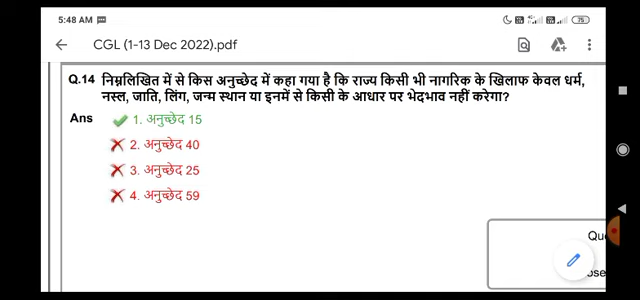 5:48 AM
75
CGL (1-13 Dec 2022).pdf
Q.14 निम्नलिखित में से किस अनुच्छेद में कहा गया है कि राज्य किसी भी नागरिक के खिलाफ केवल धर्म,
नस्ल, जाति, लिंग, जन्म स्थान या इनमें से किसी के आधार पर भेदभाव नहीं करेगा?
Ans 1. अनुच्छेद 15
2. अनुच्छेद 40
3. अनुच्छेद 25
4. अनुच्छेद 59